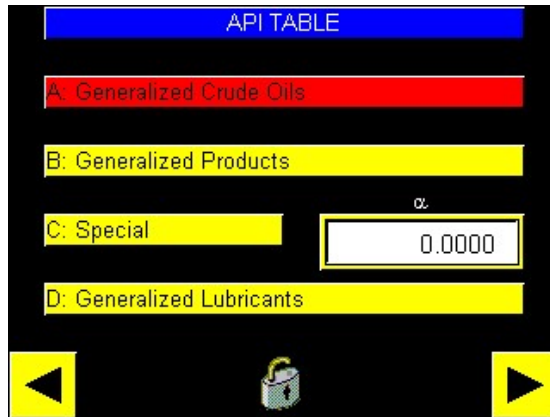 API TABLE
A: Generalized Crude Oils
B: Generalized Products
α
C: Special
0.0000
D: Generalized Lubricants